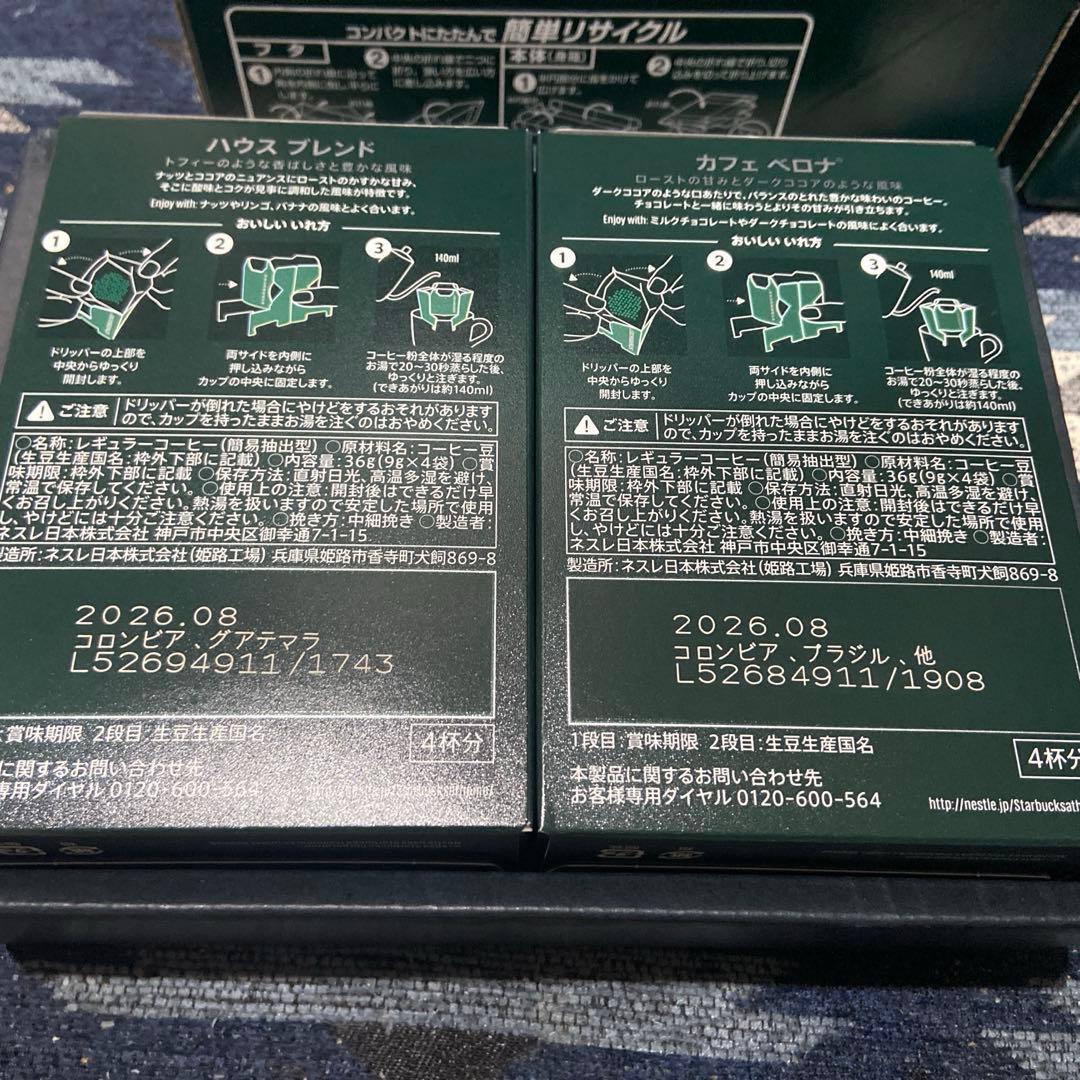 コンパクトにたたんで 簡単リサイクル
フタ
本体(身箱)
1
2
1
2
ハウス ブレンド
トフィーのような香ばしさと豊かな風味
ナッツとココアのニュアンスにローストのかすかな甘み、
そこに酸味とコクが見事に調和した風味が特徴です。
Enjoy with: ナッツやリンゴ、バナナの風味とよく合います。
おいしい いれ方
1
2
3
140ml
ドリッパーの上部を
中央からゆっくり
開封します。
両サイドを内側に
押し込みながら
カップの中央に固定します。
コーヒー粉全体が湿る程度の
お湯で20〜30秒蒸らした後、
ゆっくりと注ぎます。
(できあがりは約140ml)
ご注意
ドリッパーが倒れた場合にやけどをするおそれがあります
ので、カップを持ったままお湯を注ぐのはおやめください。
○名称:レギュラーコーヒー(簡易抽出型) ○原材料名:コーヒー豆
(生豆生産国名:枠外下部に記載) ○内容量:36g(9g×4袋) ○賞
味期限:枠外下部に記載 ○保存方法:直射日光、高温多湿を避け、
常温で保存してください。○使用上の注意:開封後はできるだけ早
くお召し上がりください。熱湯を扱いますので安定した場所で使用
し、やけどには十分ご注意ください。○挽き方:中細挽き ○製造者:
ネスレ日本株式会社 神戸市中央区御幸通7-1-15
製造所:ネスレ日本株式会社(姫路工場) 兵庫県姫路市香寺町犬飼869-8
2026.08
コロンビア、グアテマラ
L52694911/1743
:賞味期限 2段目:生豆生産国名
4杯分
に関するお問い合わせ先
専用ダイヤル 0120-600-564
カフェ ベロナ®
ローストの甘みとダークココアのような風味
ダークココアのような口あたりで、バランスのとれた豊かな味わいのコーヒー。
チョコレートと一緒に味わうとよりその甘みが引き立ちます。
Enjoy with: ミルクチョコレートやダークチョコレートの風味によく合います。
おいしい いれ方
1
2
3
140ml
ドリッパーの上部を
中央からゆっくり
開封します。
両サイドを内側に
押し込みながら
カップの中央に固定します。
コーヒー粉全体が湿る程度の
お湯で20〜30秒蒸らした後、
ゆっくりと注ぎます。
(できあがりは約140ml)
ご注意
ドリッパーが倒れた場合にやけどをするおそれがあります
ので、カップを持ったままお湯を注ぐのはおやめください。
○名称:レギュラーコーヒー(簡易抽出型) ○原材料名:コーヒー豆
(生豆生産国名:枠外下部に記載) ○内容量:36g(9g×4袋) ○賞
味期限:枠外下部に記載 ○保存方法:直射日光、高温多湿を避け、
常温で保存してください。○使用上の注意:開封後はできるだけ早
くお召し上がりください。熱湯を扱いますので安定した場所で使用
し、やけどには十分ご注意ください。○挽き方:中細挽き ○製造者:
ネスレ日本株式会社 神戸市中央区御幸通7-1-15
製造所:ネスレ日本株式会社(姫路工場) 兵庫県姫路市香寺町犬飼869-8
2026.08
コロンビア、ブラジル、他
L52684911/1908
1段目:賞味期限 2段目:生豆生産国名
4杯分
本製品に関するお問い合わせ先
お客様専用ダイヤル 0120-600-564
http://nestle.jp/Starbucksath